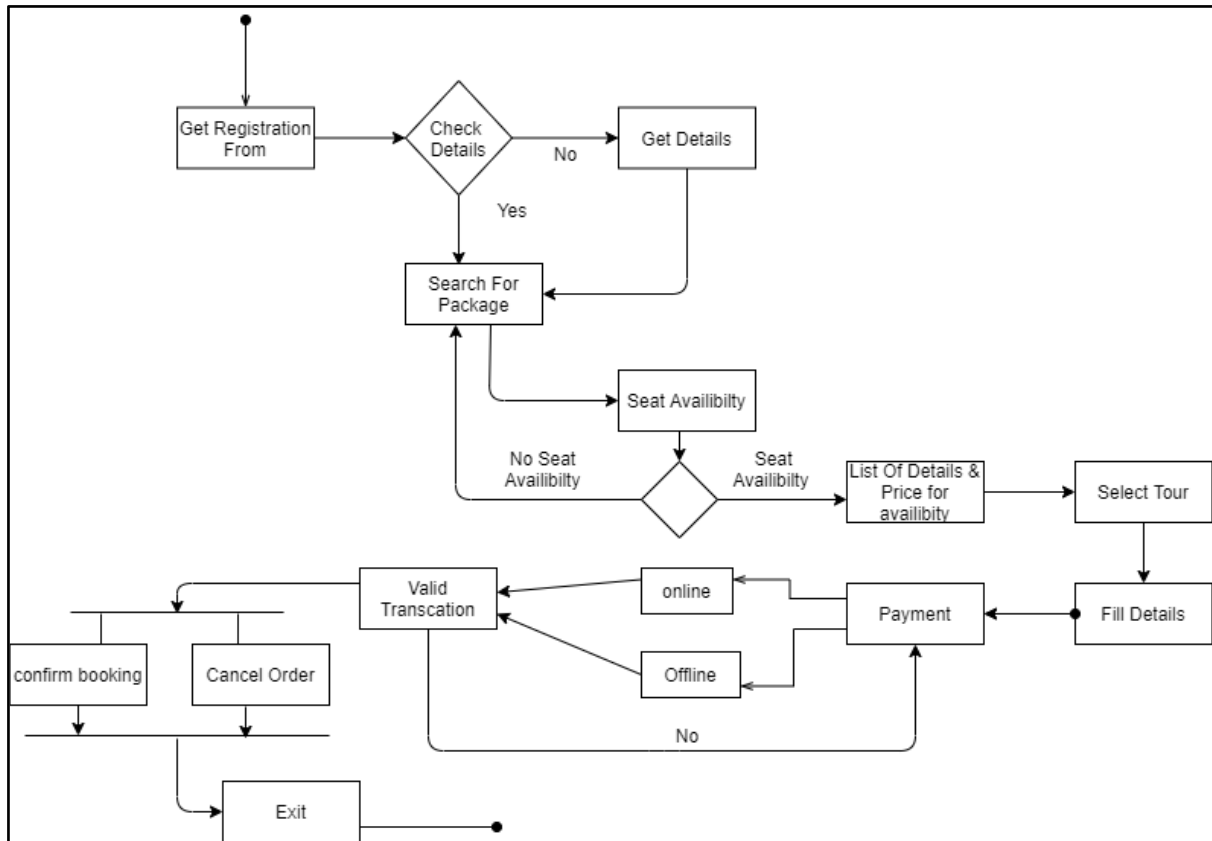 Get Registration
From
Check
Details
No
Get Details
Yes
Search For
Package
Seat Availibilty
No Seat
Availibilty
Seat
Availibilty
List Of Details &
Price for
availibity
Select Tour
Valid
Transcation
online
Payment
Fill Details
confirm booking
Cancel Order
Offline
No
Exit